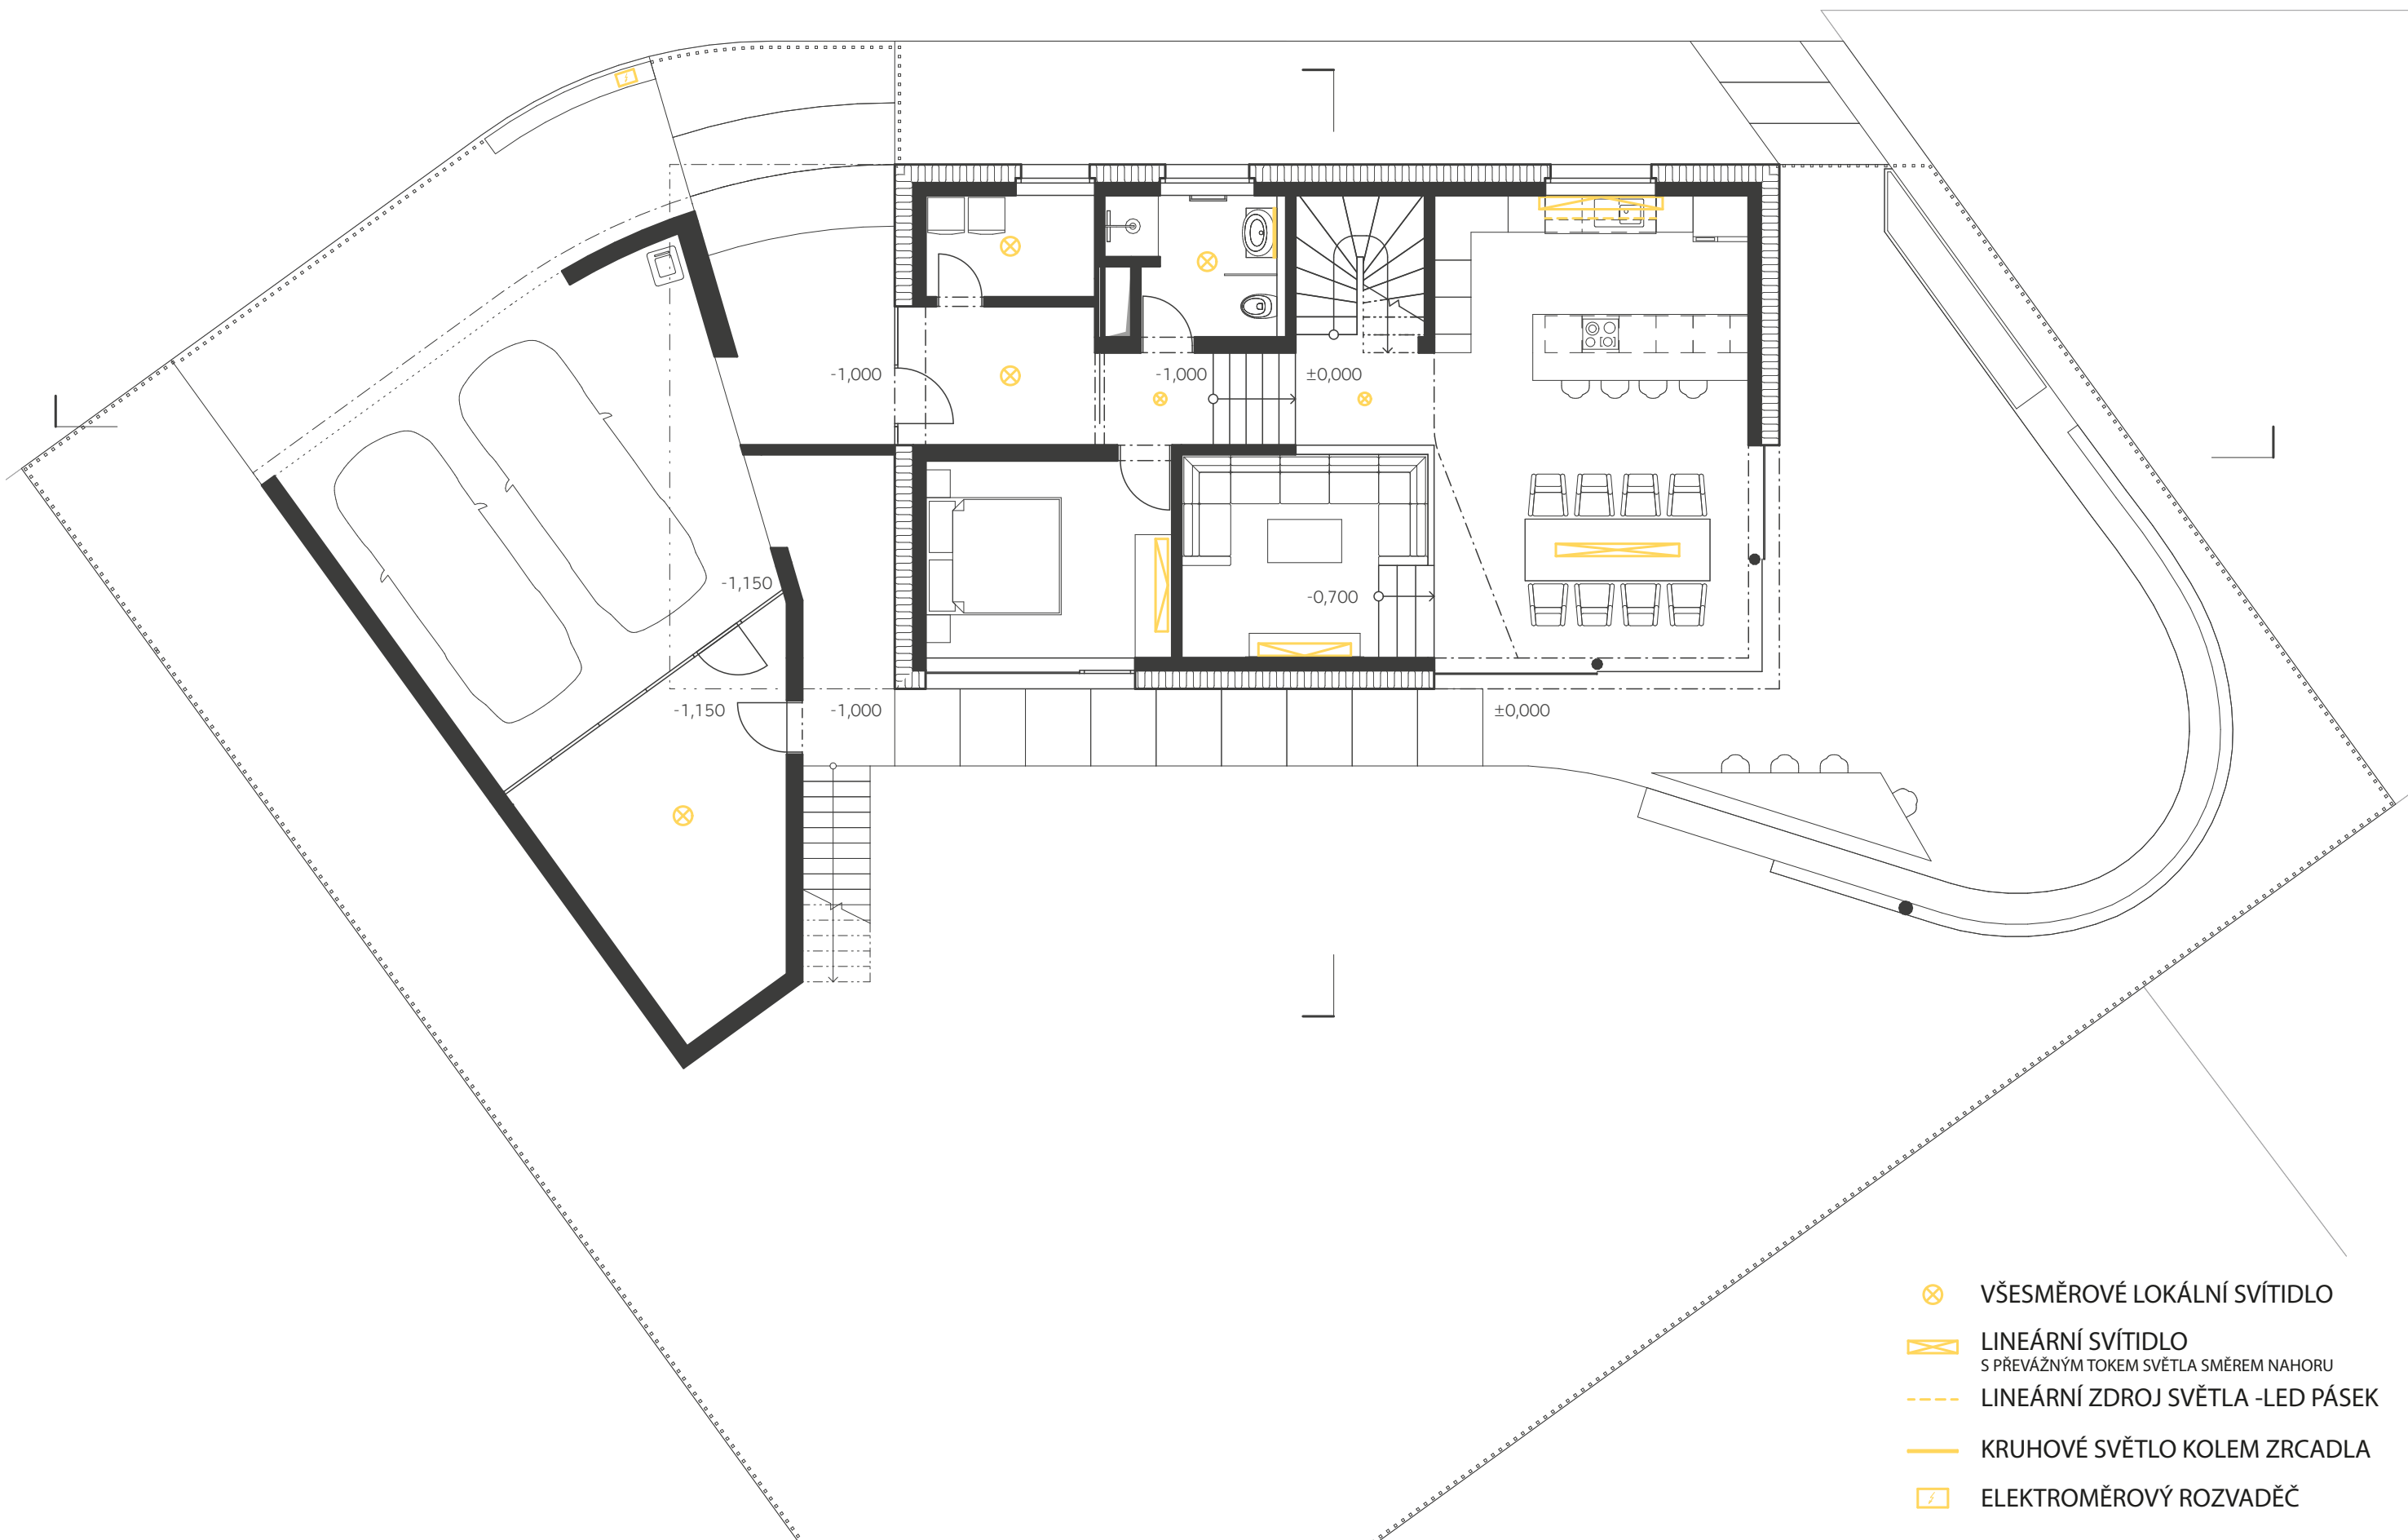 -1,000
-1,000
±0,000
-1,150
-0,700
-1,150
-1,000
±0,000
VŠESMĚROVÉ LOKÁLNÍ SVÍTIDLO
LINEÁRNÍ SVÍTIDLO
S PŘEVÁŽNÝM TOKEM SVĚTLA SMĚREM NAHORU
LINEÁRNÍ ZDROJ SVĚTLA -LED PÁSEK
KRUHOVÉ SVĚTLO KOLEM ZRCADLA
ELEKTROMĚROVÝ ROZVADĚČ